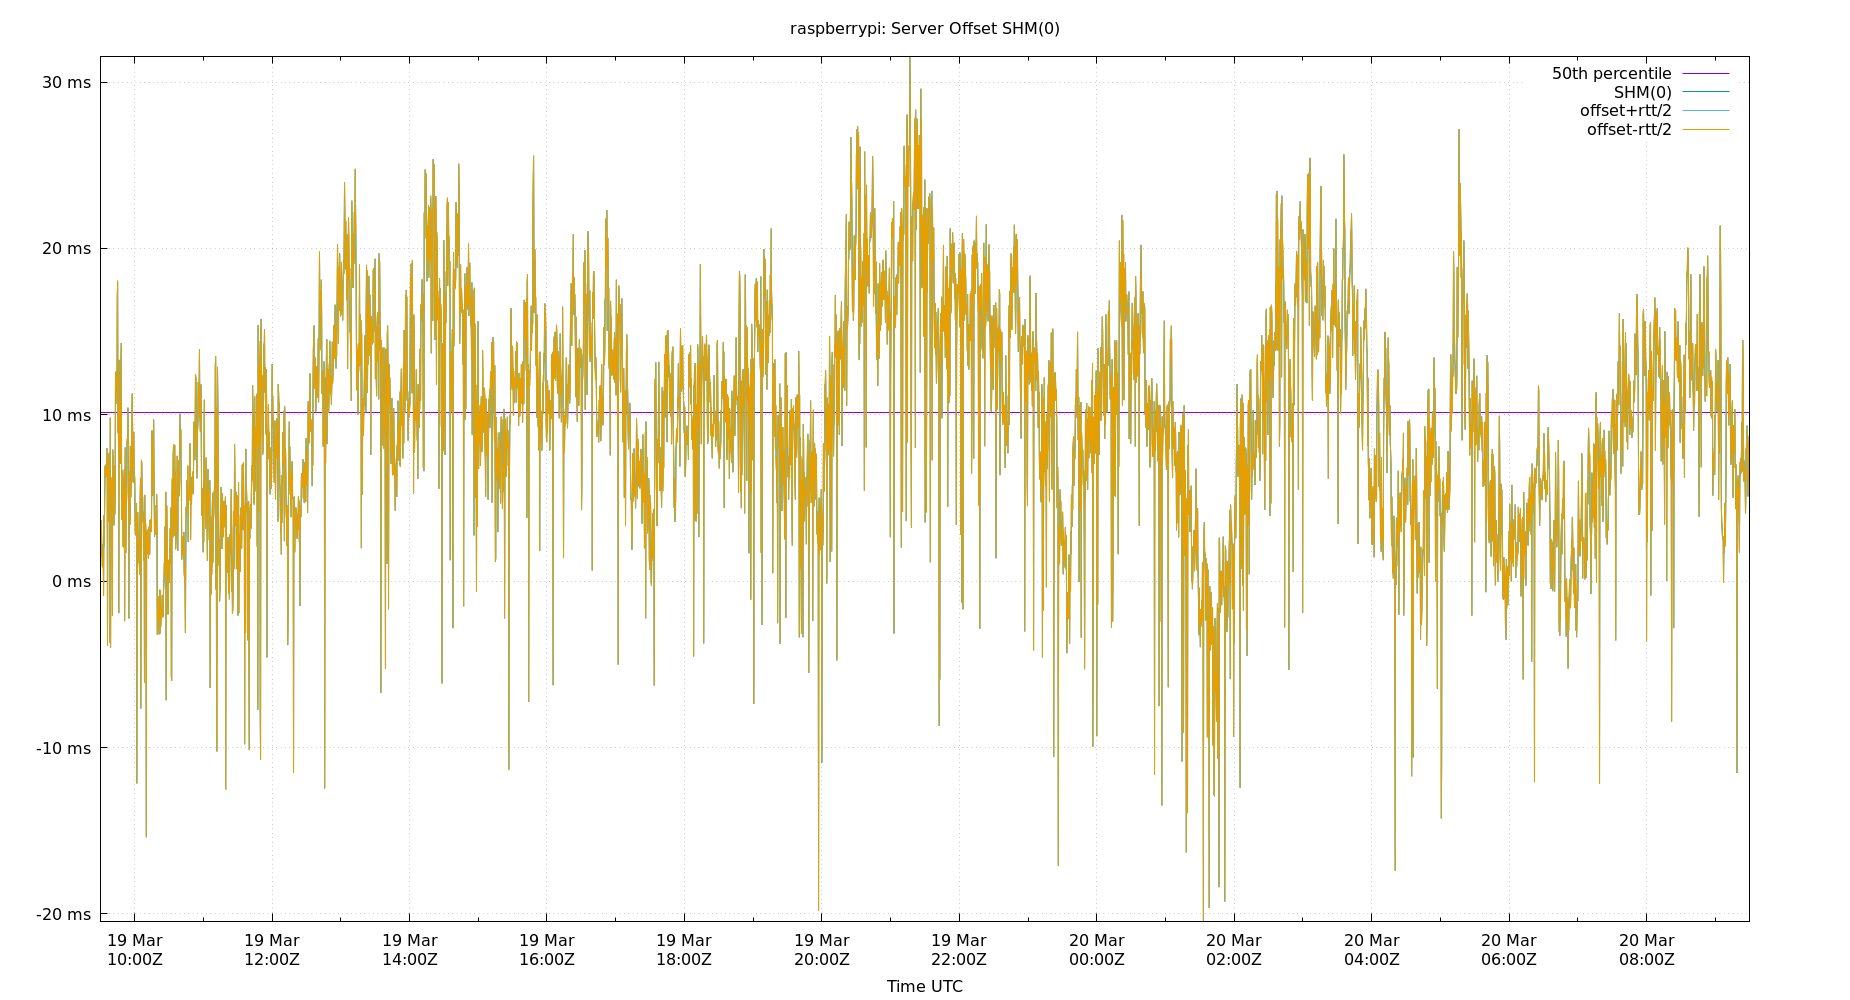 raspberrypi: Server Offset SHM(0)
50th percentile
SHM(0)
offset+rtt/2
offset-rtt/2
30 ms
20 ms
10 ms
0 ms
-10 ms
-20 ms
19 Mar 10:00Z
19 Mar 12:00Z
19 Mar 14:00Z
19 Mar 16:00Z
19 Mar 18:00Z
19 Mar 20:00Z
19 Mar 22:00Z
20 Mar 00:00Z
20 Mar 02:00Z
20 Mar 04:00Z
20 Mar 06:00Z
20 Mar 08:00Z
Time UTC